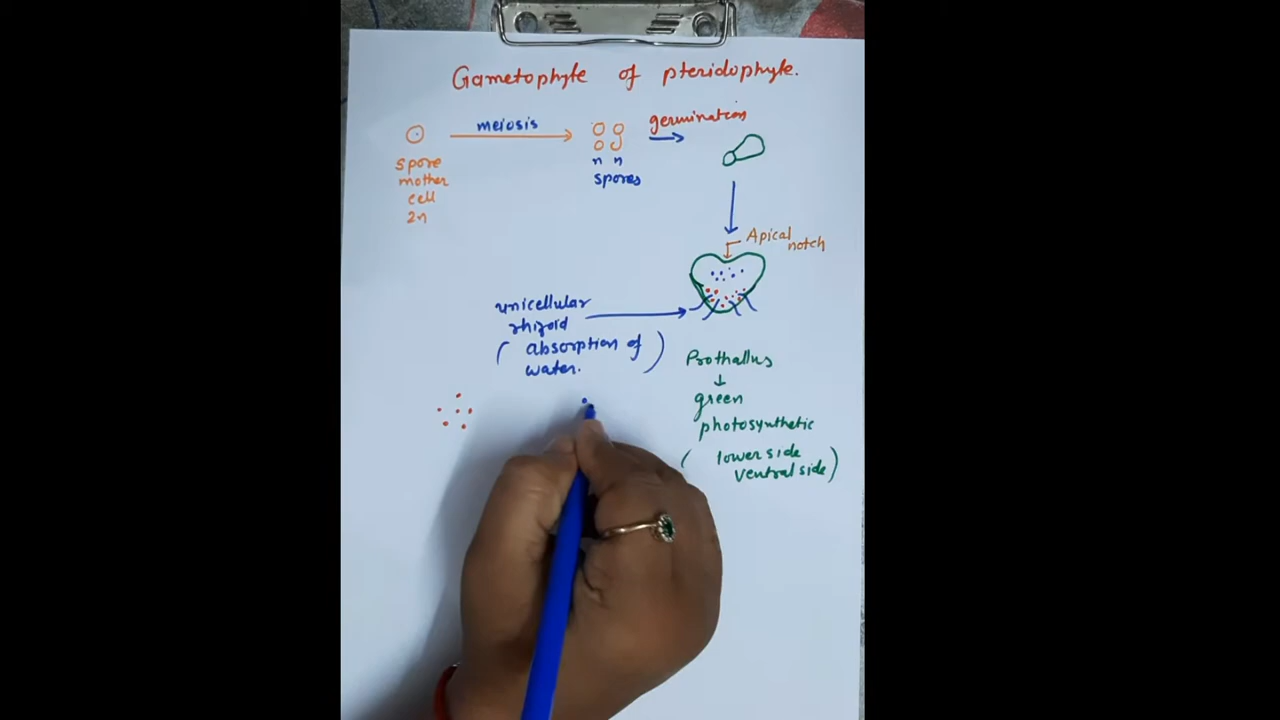 Gametophyte of pteridophyte.
meiosis
germination
spore
mother
cell
2n
n n
spores
Apical
notch
unicellular
rhizoid
( absorption of
water. )
Prothallus
↓
green
photosynthetic
( lower side
ventral side )